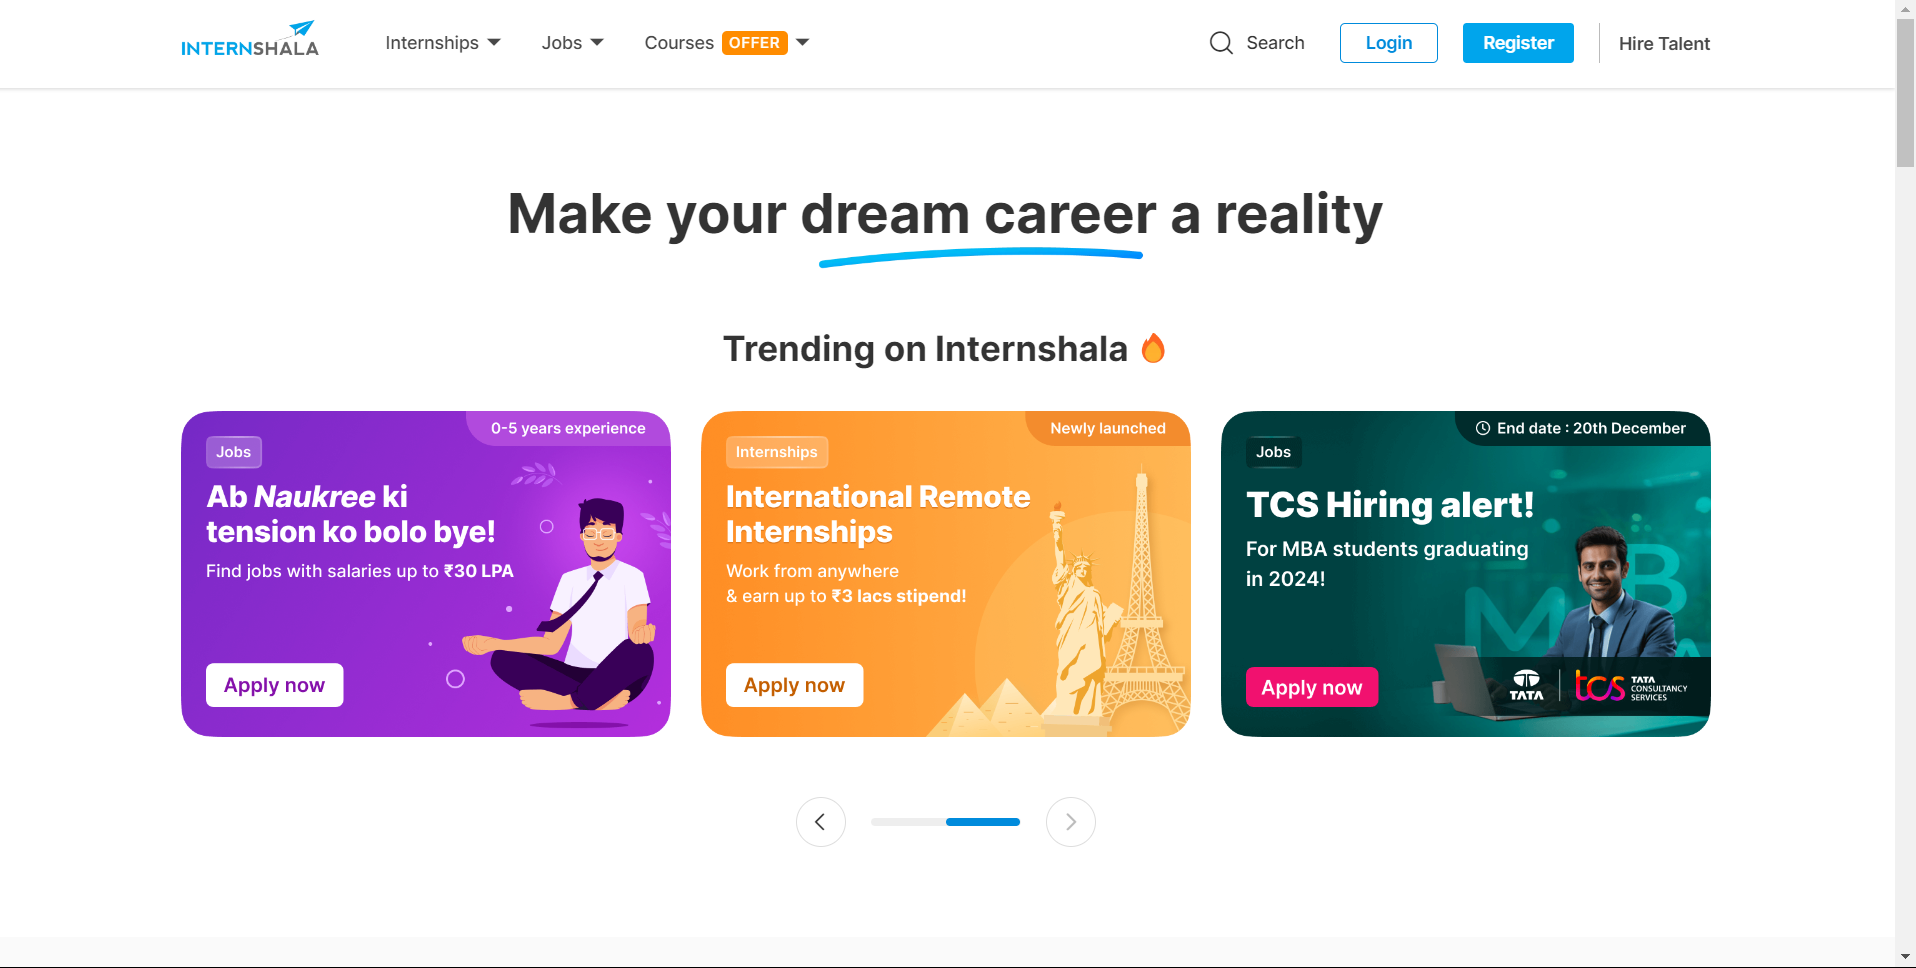 INTERNSHALA
Internships
Jobs
Courses OFFER
Search
Login
Register
Hire Talent
Make your dream career a reality
Trending on Internshala
0-5 years experience
Jobs
Ab Naukree ki
tension ko bolo bye!
Find jobs with salaries up to ₹30 LPA
Apply now
Newly launched
Internships
International Remote
Internships
Work from anywhere
& earn up to ₹3 lacs stipend!
Apply now
End date : 20th December
Jobs
TCS Hiring alert!
For MBA students graduating
in 2024!
MBA
Apply now
TATA
tcs
TATA
CONSULTANCY
SERVICES